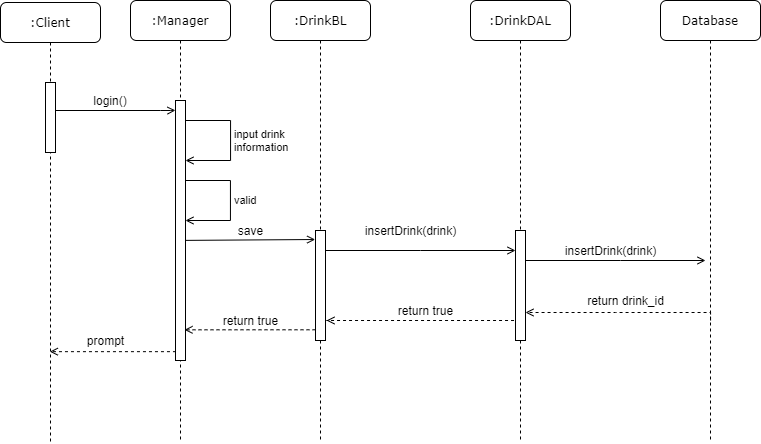 :Client
:Manager
:DrinkBL
:DrinkDAL
Database
login()
input drink
information
valid
save
insertDrink(drink)
insertDrink(drink)
return drink_id
return true
return true
prompt